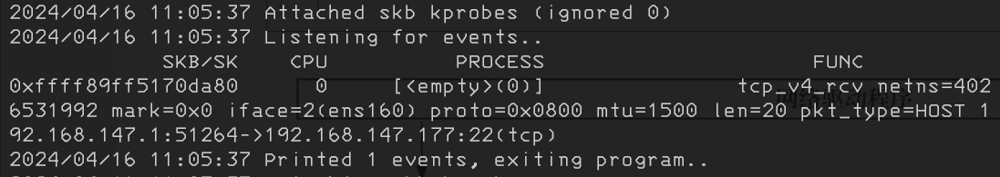 2024/04/16 11:05:37 Attached skb kprobes (ignored 0)
2024/04/16 11:05:37 Listening for events..
SKB/SK CPU PROCESS FUNC
0xffff89ff5170da80 0 [<empty>(0)] tcp_v4_rcv netns=402
6531992 mark=0x0 iface=2(ens160) proto=0x0800 mtu=1500 len=20 pkt_type=HOST 1
92.168.147.1:51264->192.168.147.177:22(tcp)
2024/04/16 11:05:37 Printed 1 events, exiting program..